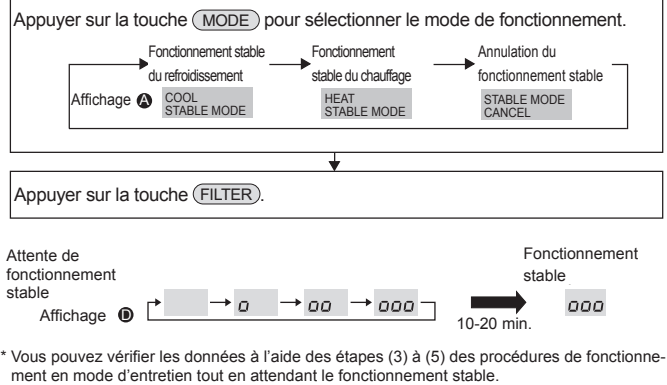 Appuyer sur la touche MODE pour sélectionner le mode de fonctionnement.
Fonctionnement stable du refroidissement
Fonctionnement stable du chauffage
Annulation du fonctionnement stable
Affichage A
COOL
STABLE MODE
HEAT
STABLE MODE
STABLE MODE
CANCEL
Appuyer sur la touche FILTER.
Attente de
fonctionnement
stable
Affichage D
o
oo
ooo
10-20 min.
Fonctionnement
stable
ooo
* Vous pouvez vérifier les données à l'aide des étapes (3) à (5) des procédures de fonctionne-
ment en mode d'entretien tout en attendant le fonctionnement stable.